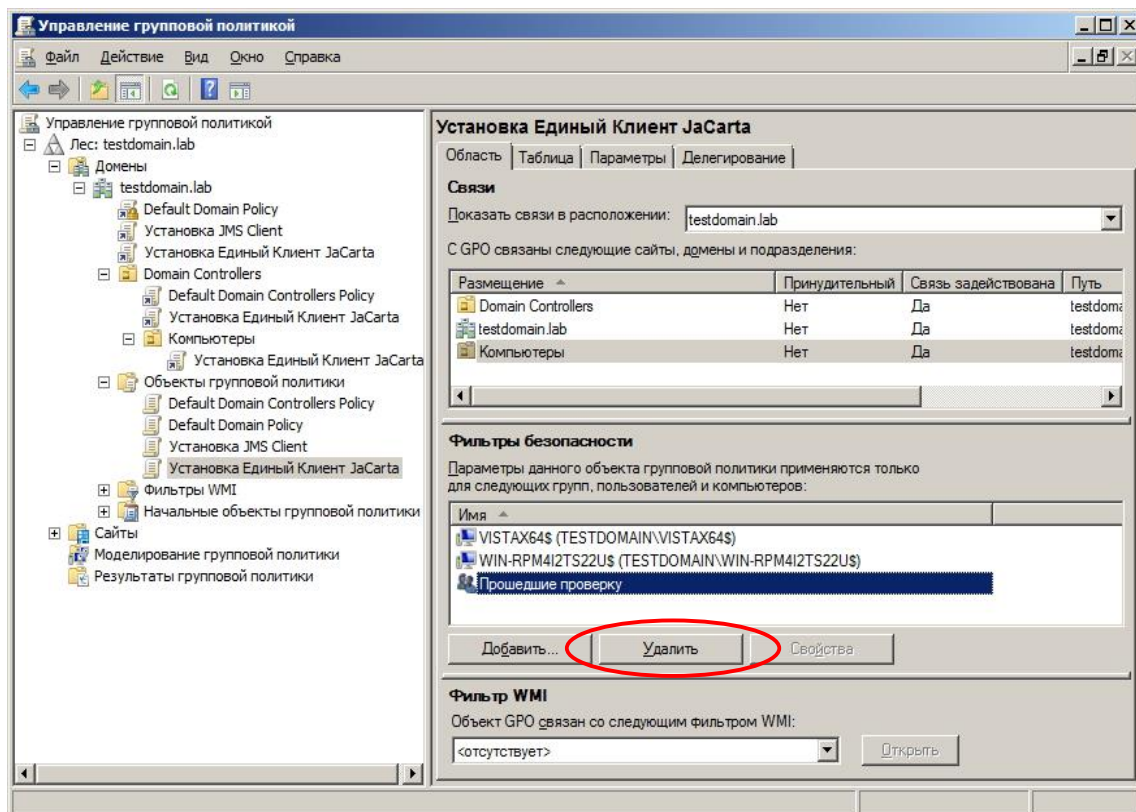 Управление групповой политикой
Файл Действие Вид Окно Справка
Управление групповой политикой
Лес: testdomain.lab
Домены
testdomain.lab
Default Domain Policy
Установка JMS Client
Установка Единый Клиент JaCarta
Domain Controllers
Default Domain Controllers Policy
Установка Единый Клиент JaCarta
Компьютеры
Установка Единый Клиент JaCarta
Объекты групповой политики
Default Domain Controllers Policy
Default Domain Policy
Установка JMS Client
Установка Единый Клиент JaCarta
Фильтры WMI
Начальные объекты групповой политики
Сайты
Моделирование групповой политики
Результаты групповой политики
Установка Единый Клиент JaCarta
Область Таблица Параметры Делегирование
Связи
Показать связи в расположении: testdomain.lab
С GPO связаны следующие сайты, домены и подразделения:
Размещение Принудительный Связь задействована Путь
Domain Controllers Нет Да testdoma
testdomain.lab Нет Да testdoma
Компьютеры Нет Да testdoma
Фильтры безопасности
Параметры данного объекта групповой политики применяются только
для следующих групп, пользователей и компьютеров:
Имя
VISTAX64$ (TESTDOMAIN\VISTAX64$)
WIN-RPM4I2TS22U$ (TESTDOMAIN\WIN-RPM4I2TS22U$)
Прошедшие проверку
Добавить... Удалить Свойства
Фильтр WMI
Объект GPO связан со следующим фильтром WMI:
<отсутствует> Открыть